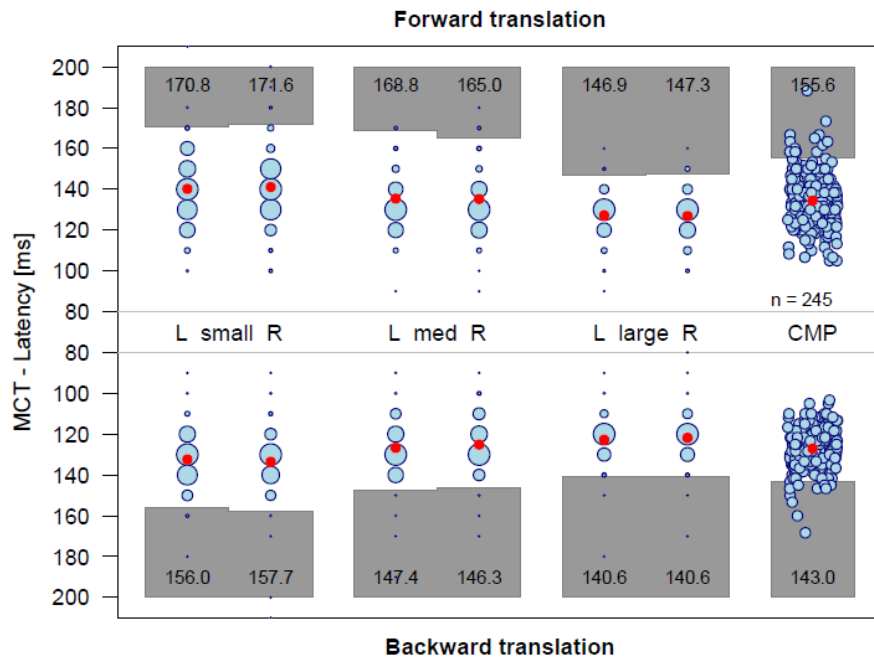 Forward translation
MCT - Latency [ms]
200
180
160
140
120
100
80
80
100
120
140
160
180
200
170.8 171.6 168.8 165.0 146.9 147.3 155.6
n = 245
L small R L med R L large R CMP
156.0 157.7 147.4 146.3 140.6 140.6 143.0
Backward translation